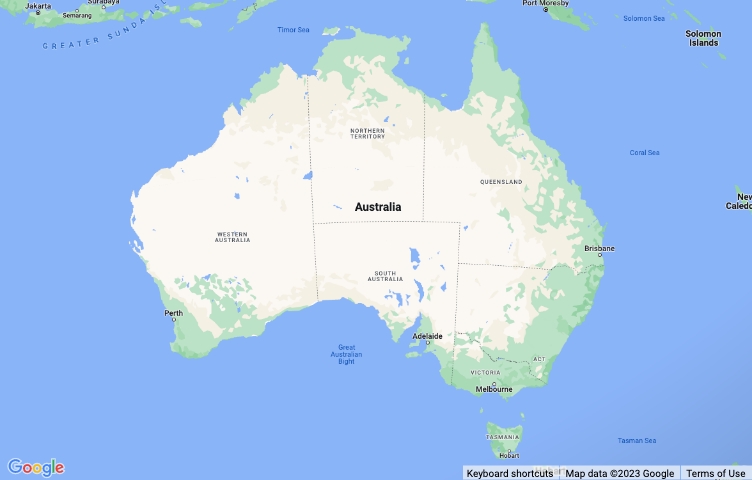 Jakarta
Surabaya
Semarang
GREATER SUNDA
Port Moresby
Solomon Sea
Solomon
Islands
Timor Sea
NORTHERN
TERRITORY
Coral Sea
QUEENSLAND
New
Caledo
Australia
WESTERN
AUSTRALIA
Brisbane
SOUTH
AUSTRALIA
Perth
Adelaide
Great
Australian
Bight
ACT
VICTORIA
Melbourne
TASMANIA
Tasman Sea
Hobart
Google
Keyboard shortcuts
Map data ©2023 Google
Terms of Use